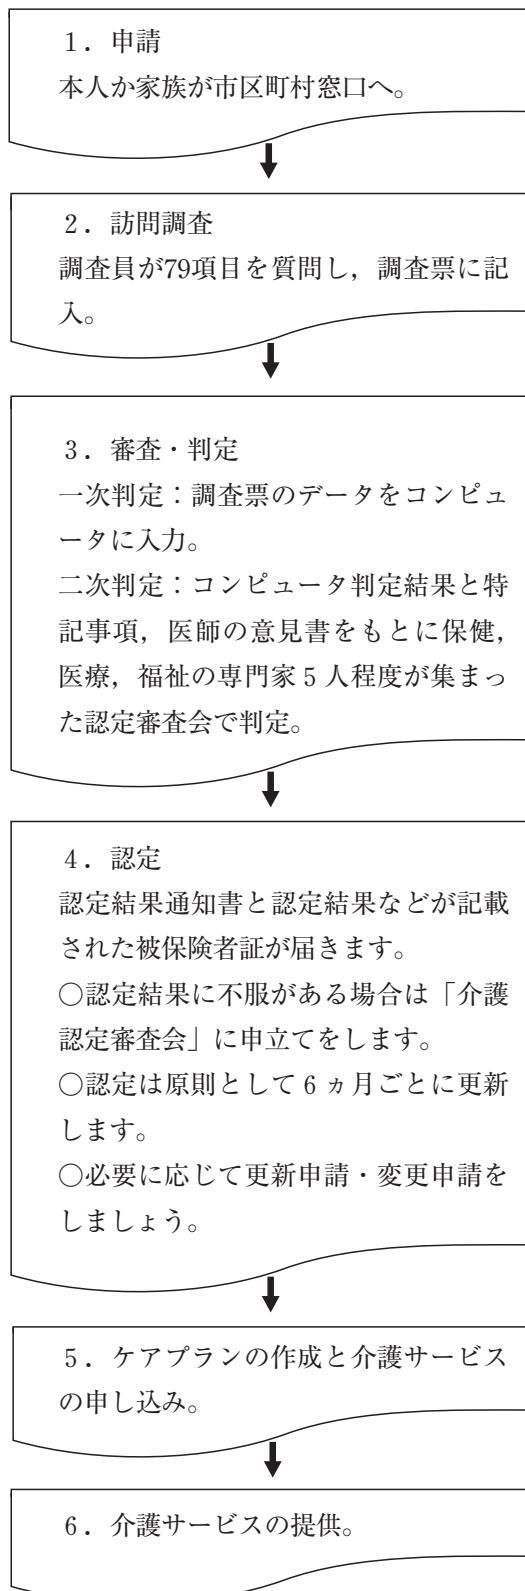 1．申請
本人か家族が市区町村窓口へ。
2．訪問調査
調査員が79項目を質問し，調査票に記
入。
3．審査・判定
一次判定：調査票のデータをコンピュ
ータに入力。
二次判定：コンピュータ判定結果と特
記事項，医師の意見書をもとに保健，
医療，福祉の専門家5人程度が集まっ
た認定審査会で判定。
4．認定
認定結果通知書と認定結果などが記載
された被保険者証が届きます。
○認定結果に不服がある場合は「介護
認定審査会」に申立てをします。
○認定は原則として6ヵ月ごとに更新
します。
○必要に応じて更新申請・変更申請を
しましょう。
5．ケアプランの作成と介護サービス
の申し込み。
6．介護サービスの提供。